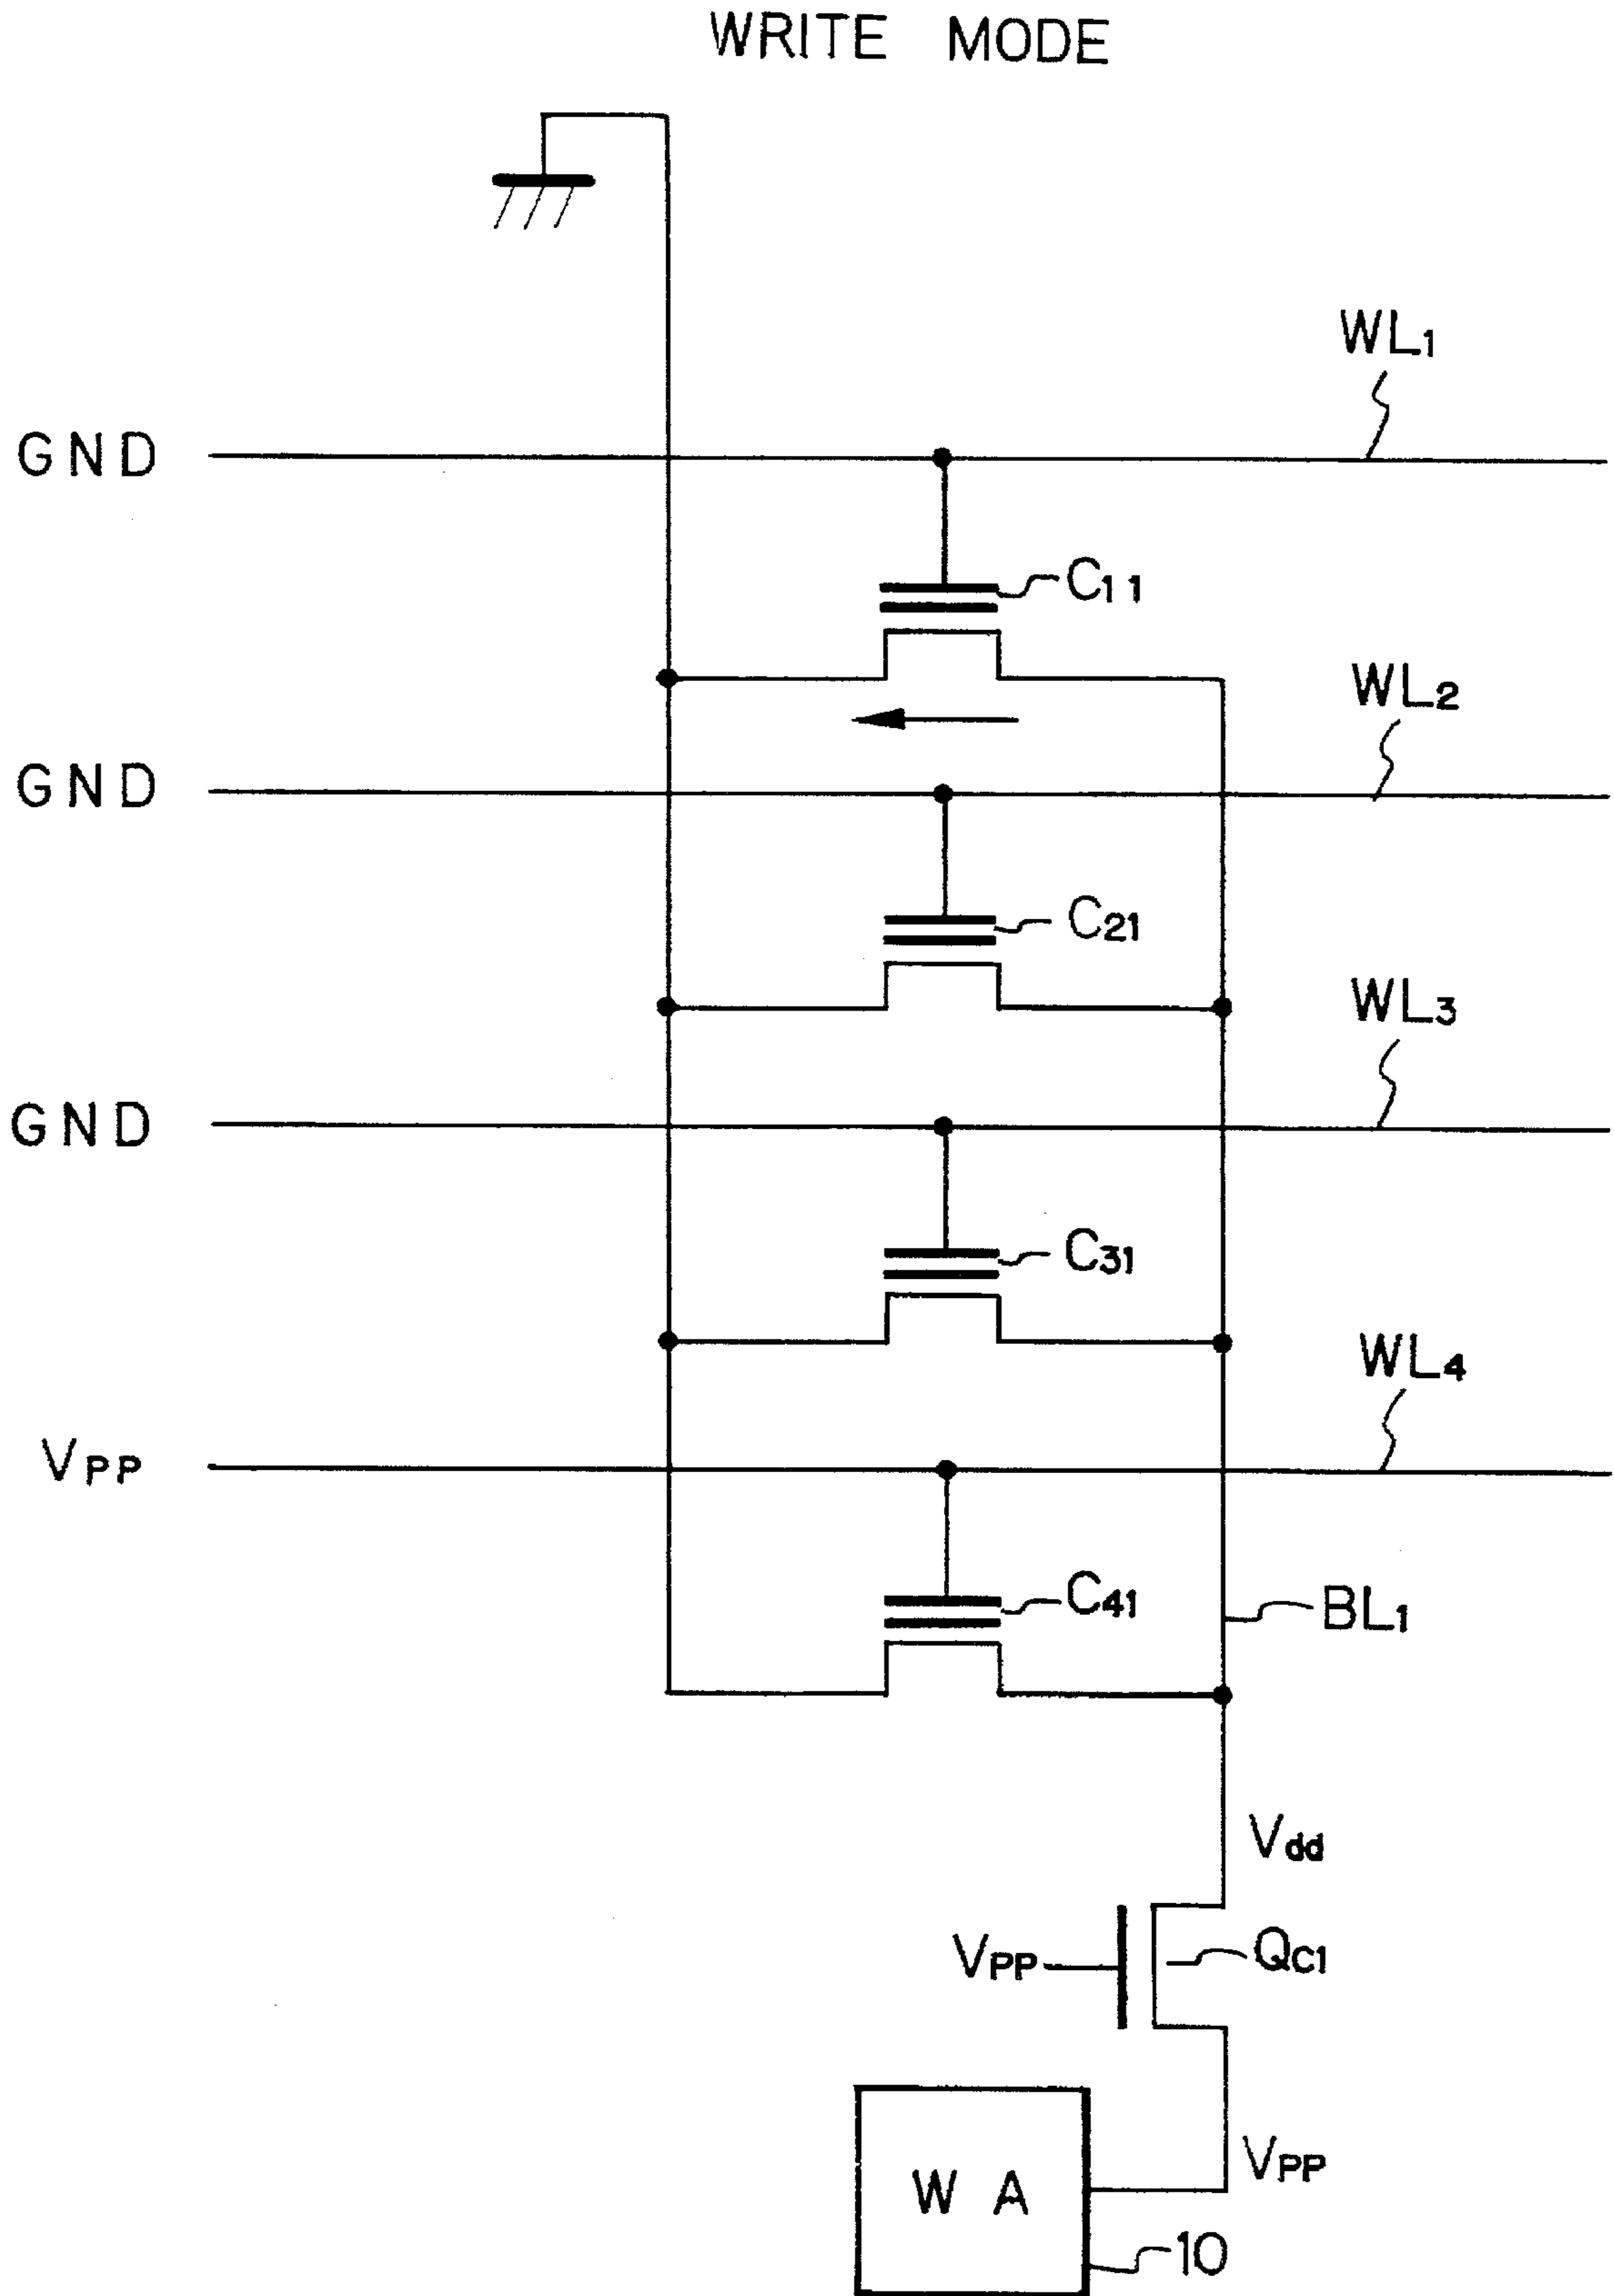 WRITE MODE
WL1
GND
C11
WL2
GND
C21
WL3
GND
C31
WL4
VPP
C41
BL1
Vdd
VPP
QC1
WA
VPP
10